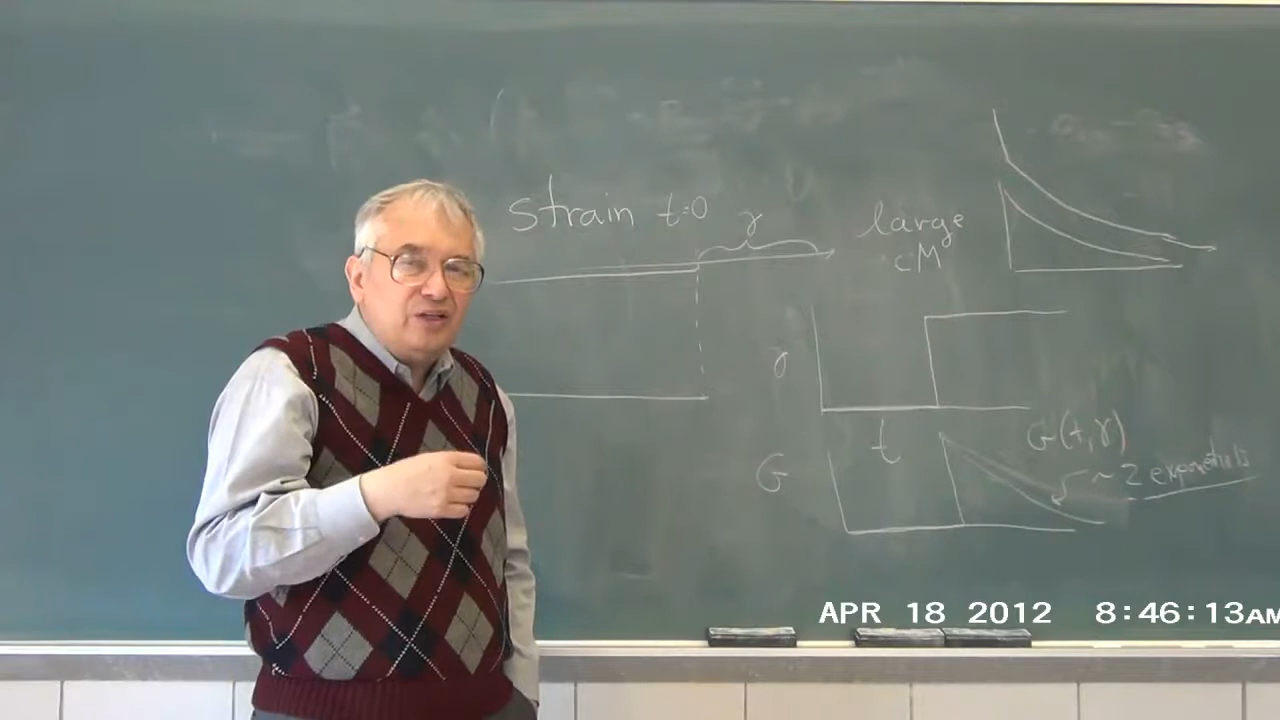 strain t=0 γ
large
cM
γ
t
G
G(t,γ)
~ 2 exponentials
APR 18 2012 8:46:13AM